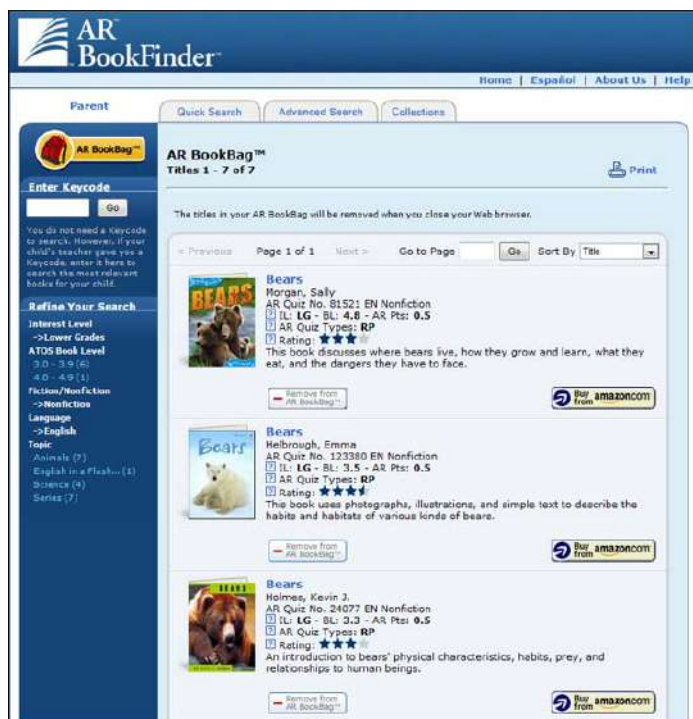 AR
BookFinder™
Home | Español | About Us | Help
Parent
Quick Search
Advanced Search
Collections
AR BookBag™
Enter Keycode
Go
You do not need a Keycode
to search. However, if your
child's teacher gave you a
Keycode, enter it here to
search the most relevant
books for your child.
Refine Your Search
Interest Level
->Lower Grades
ATOS Book Level
3.0 - 3.9 (6)
4.0 - 4.9 (1)
Fiction/Nonfiction
->Nonfiction
Language
->English
Topic
Animals (7)
English in a Flash... (1)
Science (4)
Series (7)
AR BookBag™
Titles 1 - 7 of 7
Print
The titles in your AR BookBag will be removed when you close your Web browser.
< Previous Page 1 of 1 Next > Go to Page Go Sort By Title
BEARS
Bears
Morgan, Sally
AR Quiz No. 81521 EN Nonfiction
? IL: LG - BL: 4.8 - AR Pts: 0.5
? AR Quiz Types: RP
? Rating:
This book discusses where bears live, how they grow and learn, what they
eat, and the dangers they have to face.
Remove from
AR BookBag™
Buy from amazon.com
Bears
Bears
Helbrough, Emma
AR Quiz No. 123380 EN Nonfiction
? IL: LG - BL: 3.5 - AR Pts: 0.5
? AR Quiz Types: RP
? Rating:
This book uses photographs, illustrations, and simple text to describe the
habits and habitats of various kinds of bears.
Remove from
AR BookBag™
Buy from amazon.com
BEARS
Bears
Holmes, Kevin J.
AR Quiz No. 24077 EN Nonfiction
? IL: LG - BL: 3.3 - AR Pts: 0.5
? AR Quiz Types: RP
? Rating:
An introduction to bears' physical characteristics, habits, prey, and
relationships to human beings.
Remove from
AR BookBag™
Buy from amazon.com